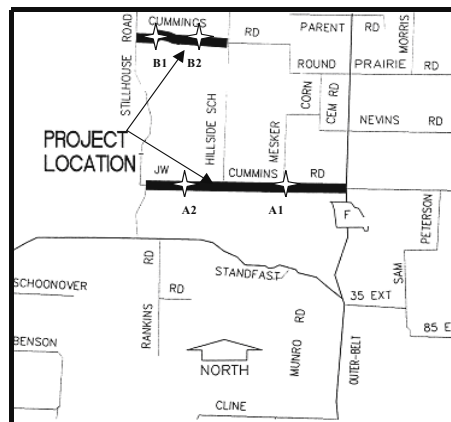 CUMMINGS
RD
PARENT RD
MORRIS
STILLHOUSE ROAD
B1 B2
ROUND PRAIRIE RD
CORN
CEM RD
NEVINS RD
HILLSIDE SCH
MESKER
PROJECT
LOCATION
JW CUMMINS RD
A2 A1
F
PETERSON
SAM
STANDFAST
SCHOONOVER
RANKINS RD
RD
35 EXT
85 E
BENSON
MUNRO RD
OUTER-BELT
NORTH
CLINE